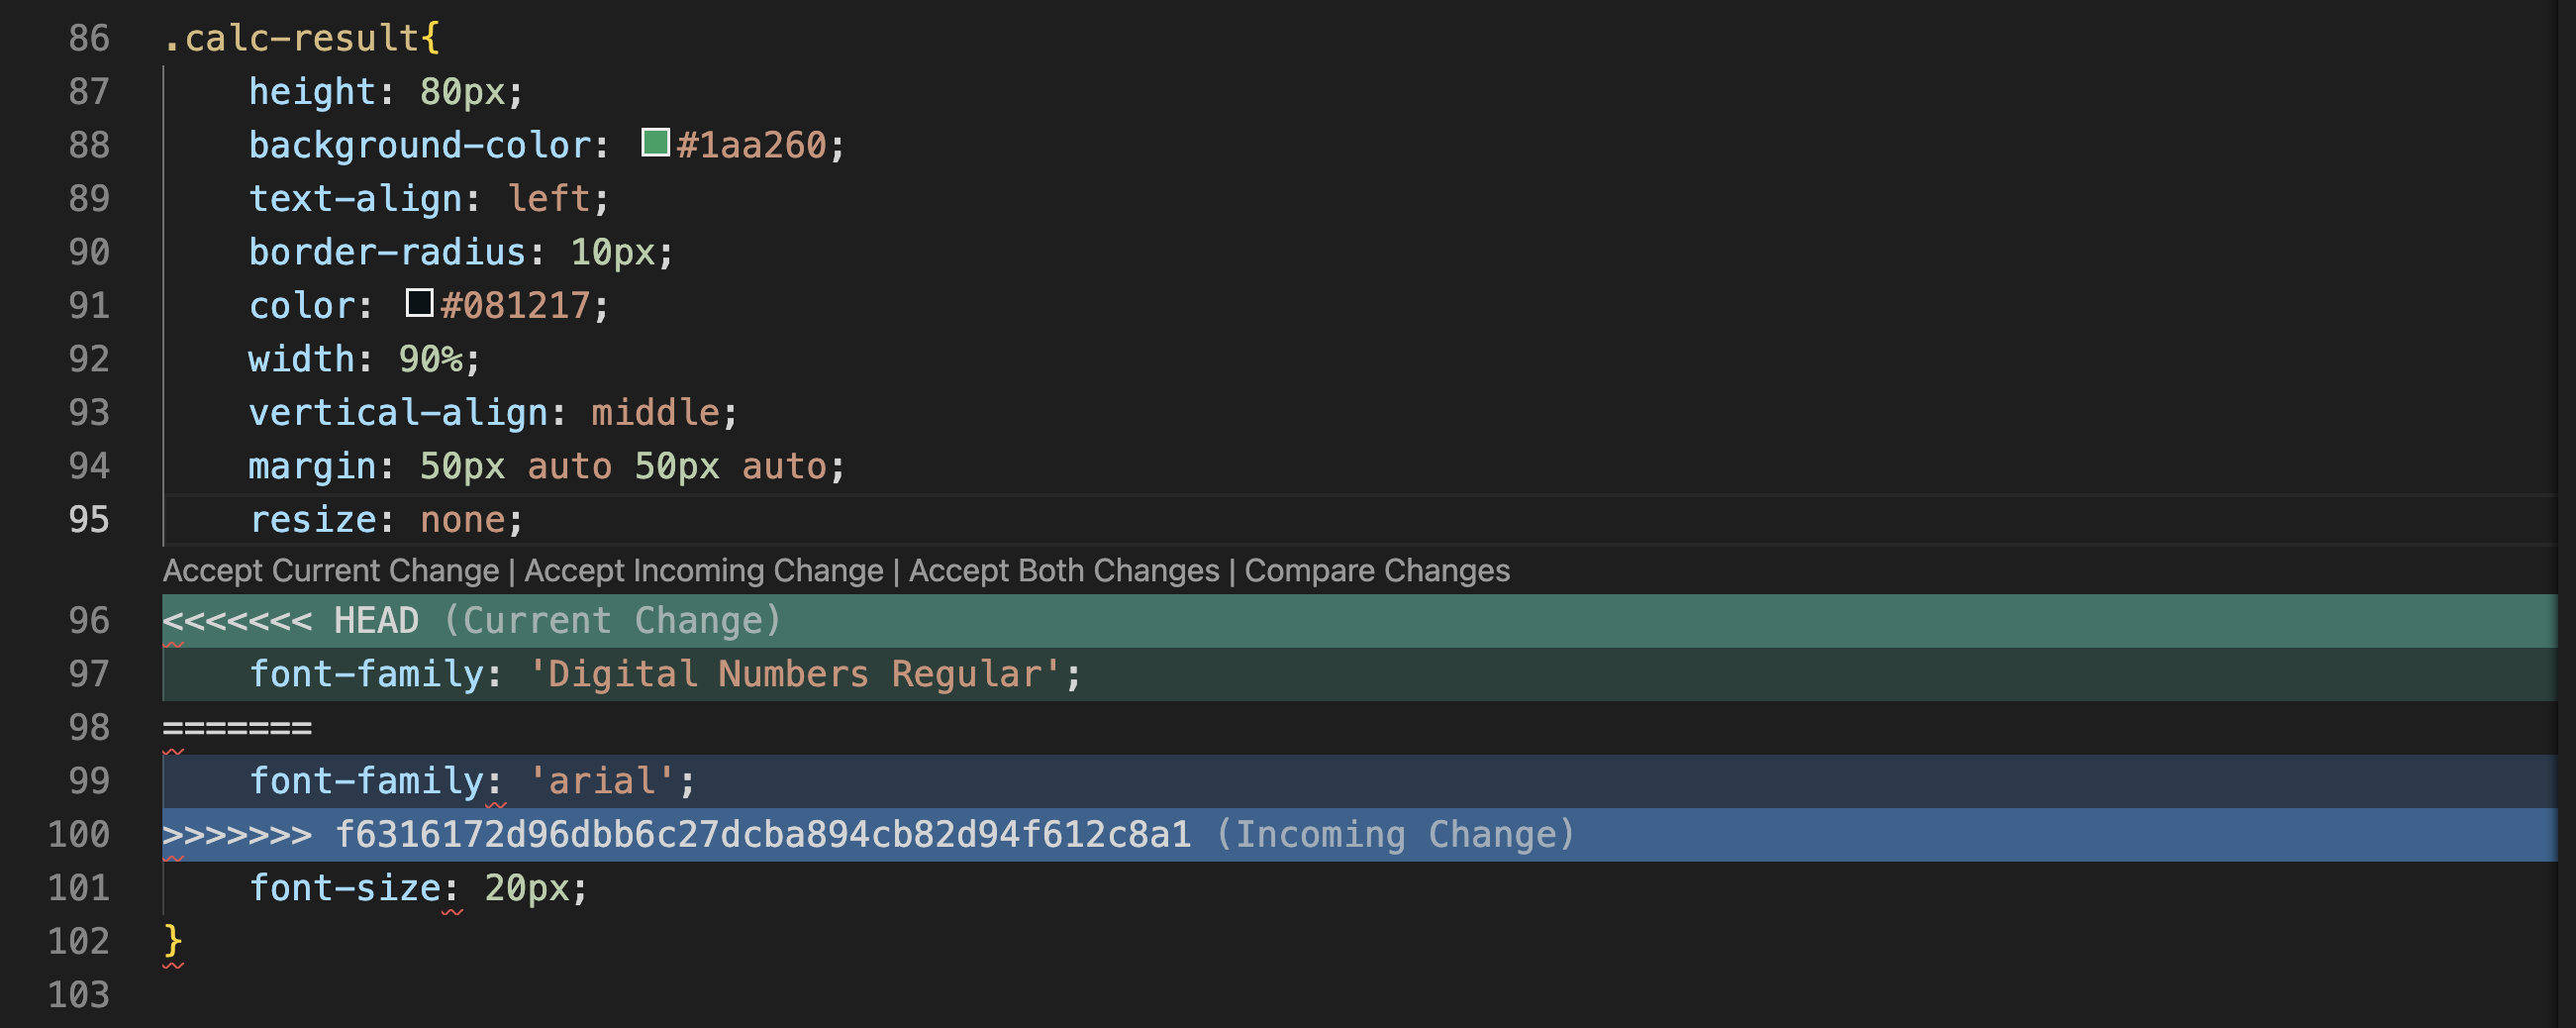 86 .calc-result{
87 height: 80px;
88 background-color: #1aa260;
89 text-align: left;
90 border-radius: 10px;
91 color: #081217;
92 width: 90%;
93 vertical-align: middle;
94 margin: 50px auto 50px auto;
95 resize: none;
Accept Current Change | Accept Incoming Change | Accept Both Changes | Compare Changes
96 <<<<<<< HEAD (Current Change)
97 font-family: 'Digital Numbers Regular';
98 =======
99 font-family: 'arial';
100 >>>>>>> f6316172d96dbb6c27dcba894cb82d94f612c8a1 (Incoming Change)
101 font-size: 20px;
102 }
103